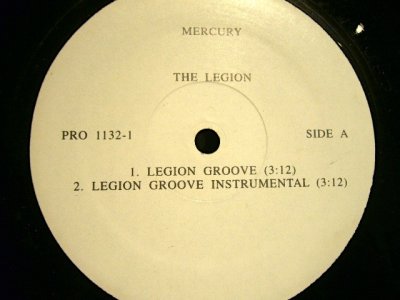 MERCURY
THE LEGION
PRO 1132-1 SIDE A
1. LEGION GROOVE (3:12)
2. LEGION GROOVE INSTRUMENTAL (3:12)